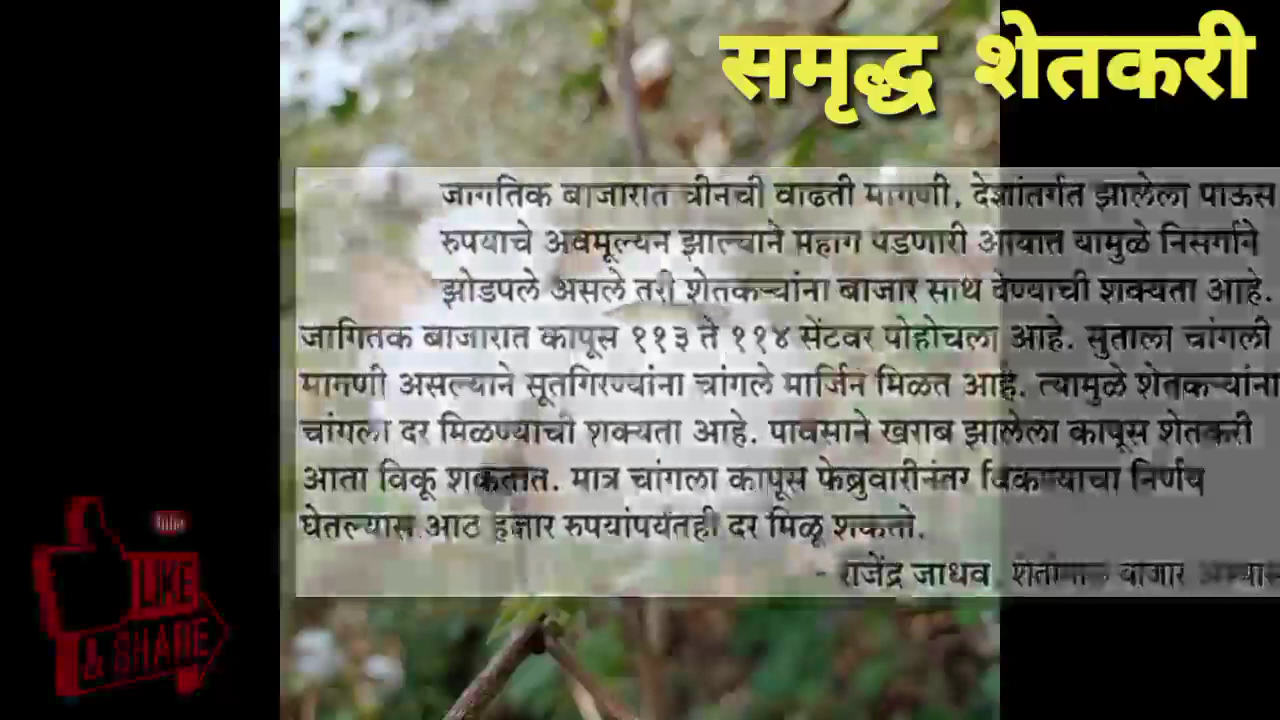 समृद्ध शेतकरी
जागतिक बाजारात चीनची वाढती मागणी, देशांतर्गत झालेला पाऊस
रुपयाचे अवमूल्यन झाल्याने महाग पडणारी आयात यामुळे निसर्गाने
झोडपले असले तरी शेतकऱ्यांना बाजार साथ देण्याची शक्यता आहे.
जागितक बाजारात कापूस ११३ ते ११४ सेंटवर पोहोचला आहे. सुताला चांगली
मागणी असल्याने सूतगिरण्यांना चांगले मार्जिन मिळत आहे. त्यामुळे शेतकऱ्यांना
चांगला दर मिळण्याची शक्यता आहे. पावसाने खराब झालेला कापूस शेतकरी
आता विकू शकतात. मात्र चांगला कापूस फेब्रुवारीनंतर विकण्याचा निर्णय
घेतल्यास आठ हजार रुपयांपर्यंतही दर मिळू शकतो.
- राजेंद्र जाधव, शेतीमाल बाजार
LIKE
& SHARE